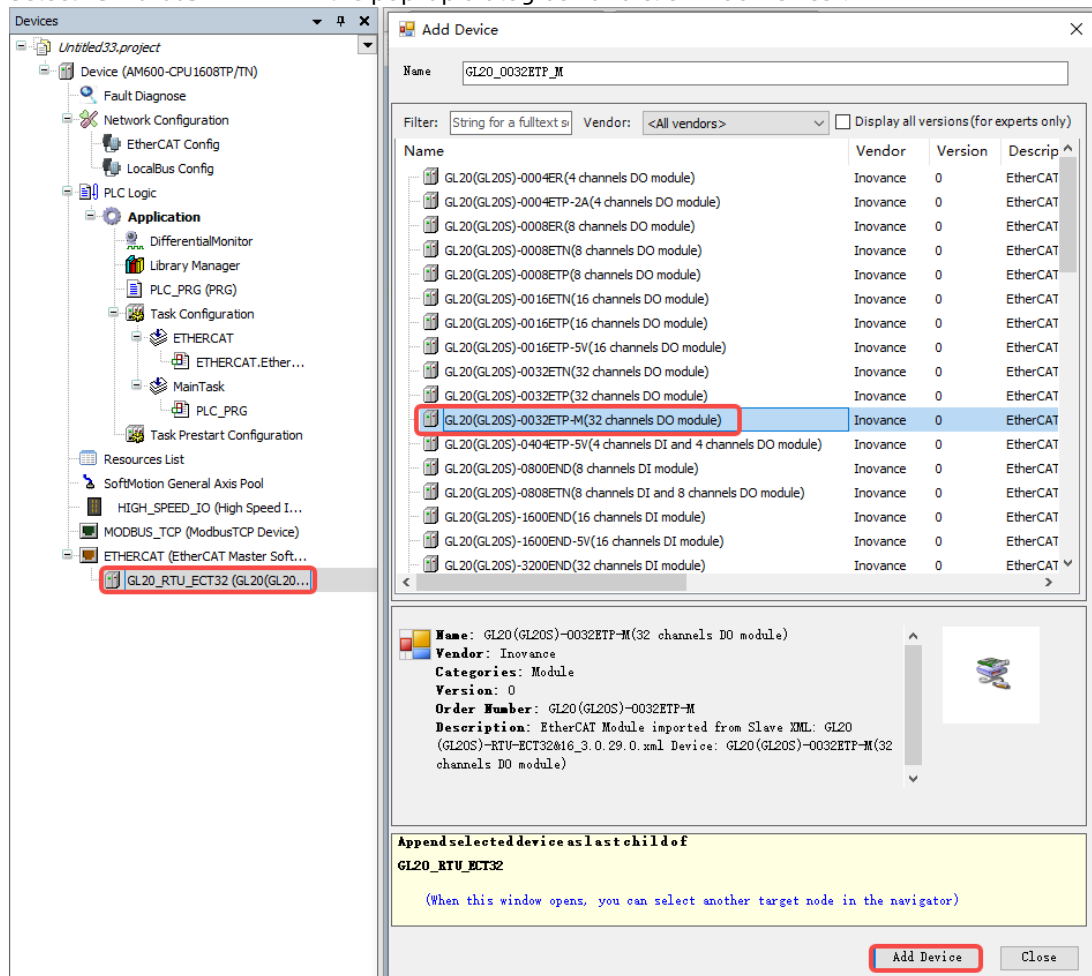 Devices
Untitled33.project
Device (AM600-CPU1608TP/TN)
Fault Diagnose
Network Configuration
EtherCAT Config
LocalBus Config
PLC Logic
Application
DifferentialMonitor
Library Manager
PLC_PRG (PRG)
Task Configuration
ETHERCAT
ETHERCAT.Ether...
MainTask
PLC_PRG
Task Prestart Configuration
Resources List
SoftMotion General Axis Pool
HIGH_SPEED_IO (High Speed I...
MODBUS_TCP (ModbusTCP Device)
ETHERCAT (EtherCAT Master Soft...
GL20_RTU_ECT32 (GL20(GL20...
Add Device
Name GL20_0032ETP_M
Filter: String for a fulltext s Vendor: <All vendors> Display all versions (for experts only)
Name Vendor Version Descrip
GL20(GL20S)-0004ER(4 channels DO module) Inovance 0 EtherCAT
GL20(GL20S)-0004ETP-2A(4 channels DO module) Inovance 0 EtherCAT
GL20(GL20S)-0008ER(8 channels DO module) Inovance 0 EtherCAT
GL20(GL20S)-0008ETN(8 channels DO module) Inovance 0 EtherCAT
GL20(GL20S)-0008ETP(8 channels DO module) Inovance 0 EtherCAT
GL20(GL20S)-0016ETN(16 channels DO module) Inovance 0 EtherCAT
GL20(GL20S)-0016ETP(16 channels DO module) Inovance 0 EtherCAT
GL20(GL20S)-0016ETP-5V(16 channels DO module) Inovance 0 EtherCAT
GL20(GL20S)-0032ETN(32 channels DO module) Inovance 0 EtherCAT
GL20(GL20S)-0032ETP(32 channels DO module) Inovance 0 EtherCAT
GL20(GL20S)-0032ETP-M(32 channels DO module) Inovance 0 EtherCAT
GL20(GL20S)-0404ETP-5V(4 channels DI and 4 channels DO module) Inovance 0 EtherCAT
GL20(GL20S)-0800END(8 channels DI module) Inovance 0 EtherCAT
GL20(GL20S)-0808ETN(8 channels DI and 8 channels DO module) Inovance 0 EtherCAT
GL20(GL20S)-1600END(16 channels DI module) Inovance 0 EtherCAT
GL20(GL20S)-1600END-5V(16 channels DI module) Inovance 0 EtherCAT
GL20(GL20S)-3200END(32 channels DI module) Inovance 0 EtherCAT
Name: GL20(GL20S)-0032ETP-M(32 channels DO module)
Vendor: Inovance
Categories: Module
Version: 0
Order Number: GL20(GL20S)-0032ETP-M
Description: EtherCAT Module imported from Slave XML: GL20
(GL20S)-RTU-ECT32&16_3.0.29.0.xml Device: GL20(GL20S)-0032ETP-M(32
channels DO module)
Append selected device as last child of
GL20_RTU_ECT32
(When this window opens, you can select another target node in the navigator)
Add Device Close